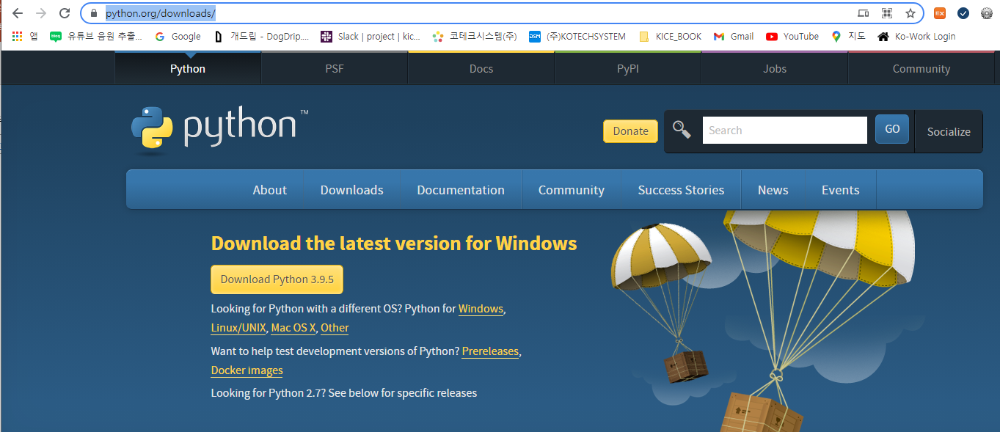 python.org/downloads/
앱 유튜브 음원 추출... Google 개드립 - DogDrip.... Slack | project | kic... 코테크시스템(주) (주)KOTECHSYSTEM KICE_BOOK Gmail YouTube 지도 Ko-Work Login
Python PSF Docs PyPI Jobs Community
python™
Donate Search GO Socialize
About Downloads Documentation Community Success Stories News Events
Download the latest version for Windows
Download Python 3.9.5
Looking for Python with a different OS? Python for Windows,
Linux/UNIX, Mac OS X, Other
Want to help test development versions of Python? Prereleases,
Docker images
Looking for Python 2.7? See below for specific releases